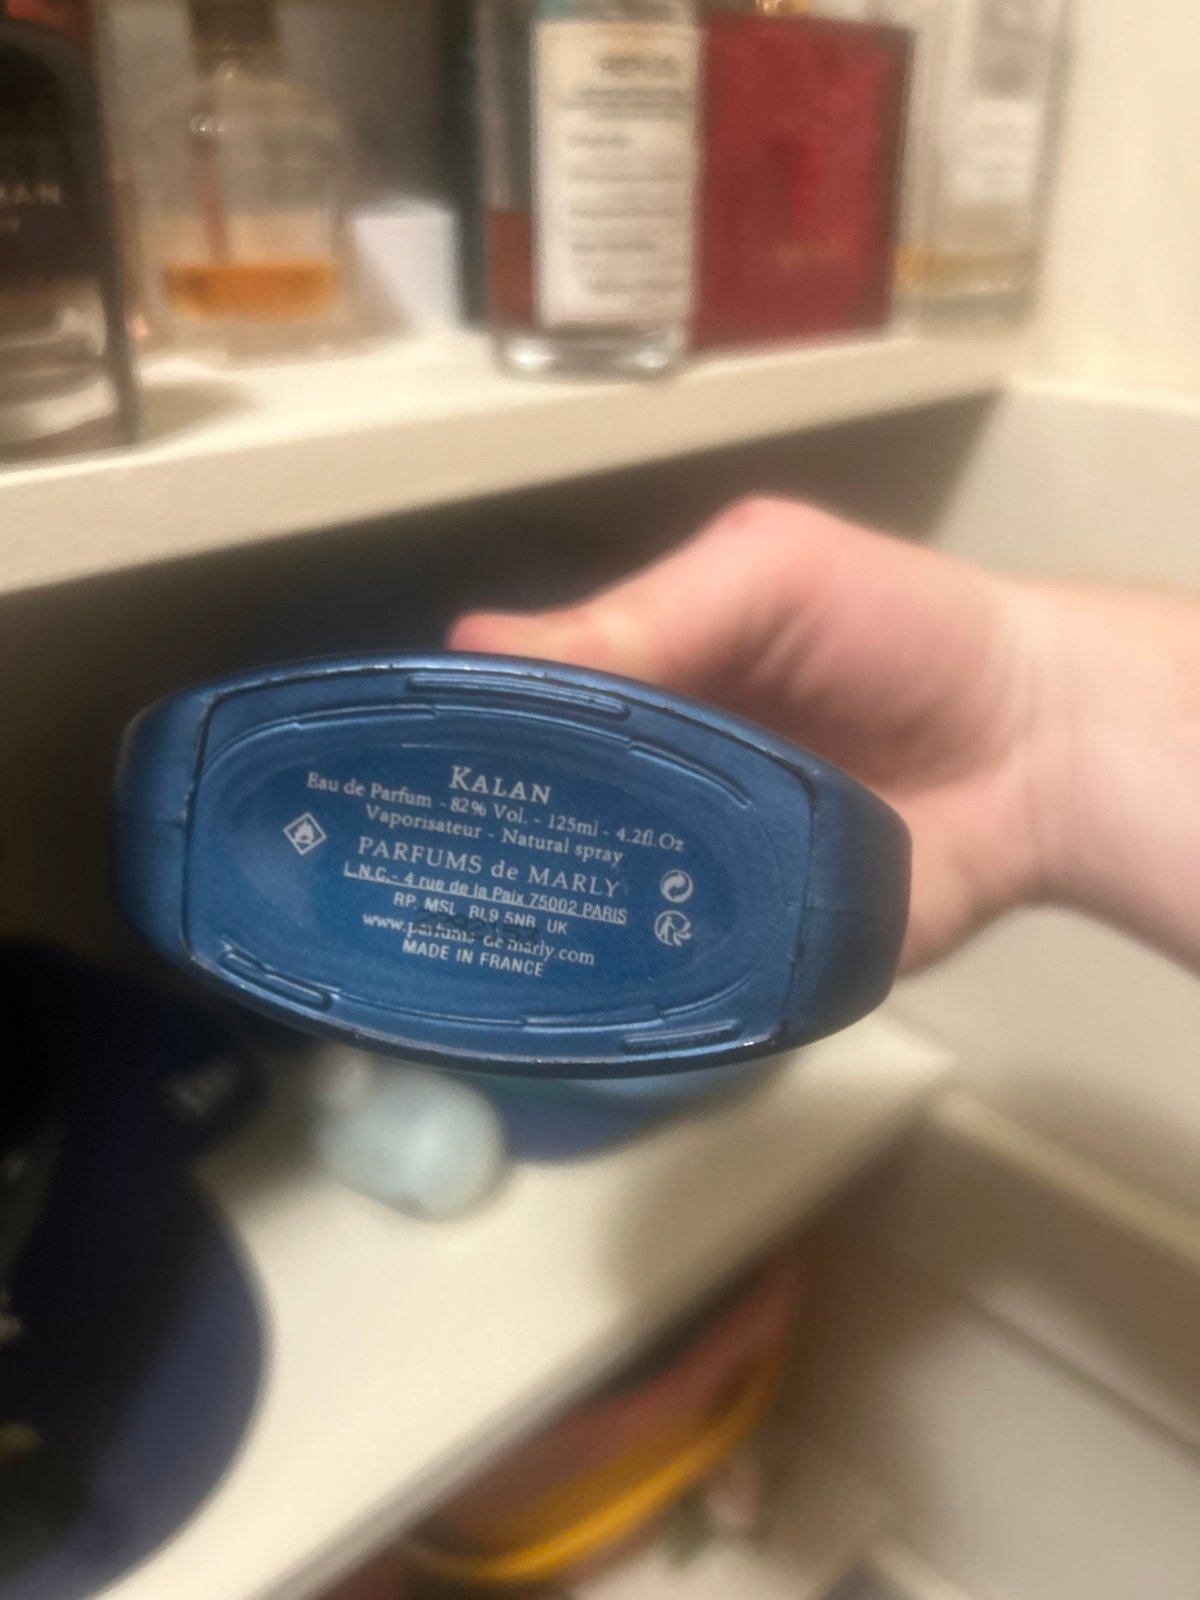 MAN
KALAN
Eau de Parfum - 82% Vol. - 125ml - 4.2fl.Oz
Vaporisateur - Natural spray
PARFUMS de MARLY
L.N.C.- 4 rue de la Paix 75002 PARIS
RP. MSL, BL9 5NB, UK
www.parfums-de-marly.com
MADE IN FRANCE